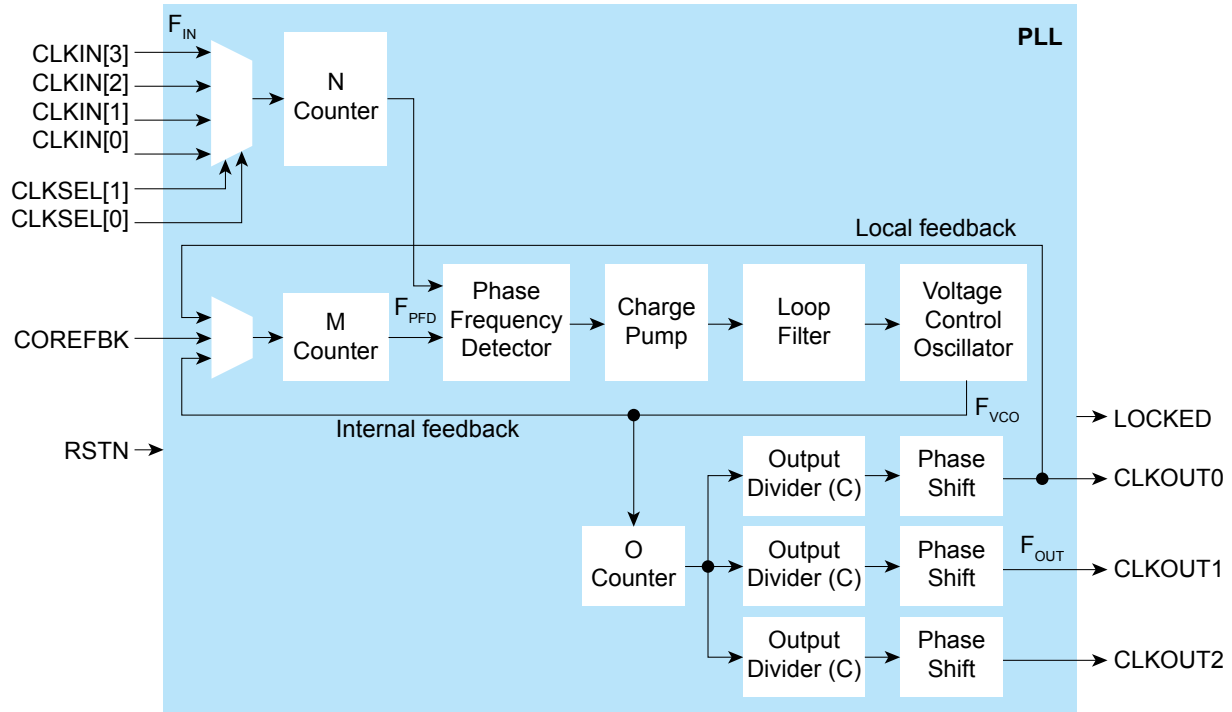 F_IN
PLL
CLKIN[3]
CLKIN[2]
CLKIN[1]
CLKIN[0]
N
Counter
CLKSEL[1]
CLKSEL[0]
Local feedback
COREFBK
M
Counter
F_PFD
Phase
Frequency
Detector
Charge
Pump
Loop
Filter
Voltage
Control
Oscillator
Internal feedback
F_VCO
RSTN
LOCKED
Output
Divider (C)
Phase
Shift
CLKOUT0
O
Counter
Output
Divider (C)
Phase
Shift
F_OUT
CLKOUT1
Output
Divider (C)
Phase
Shift
CLKOUT2